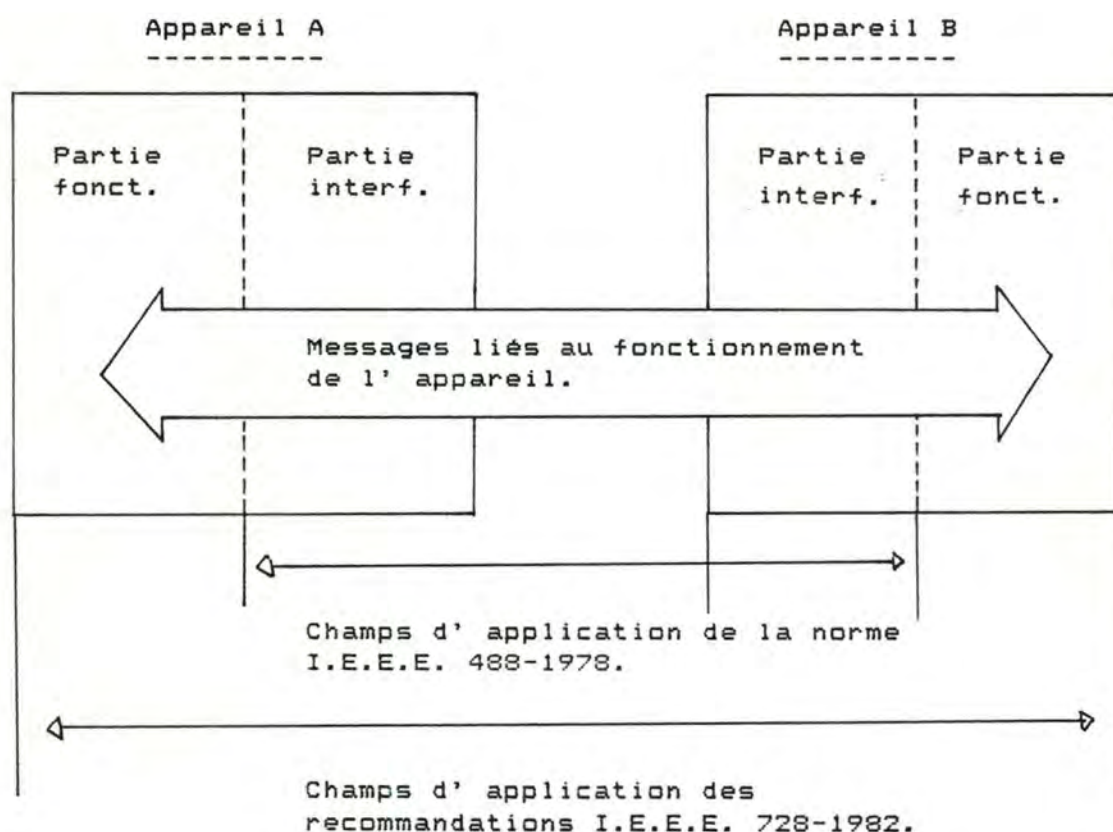 Appareil A
Appareil B
Partie
fonct.
Partie
interf.
Partie
interf.
Partie
fonct.
Messages liés au fonctionnement
de l' appareil.
Champs d' application de la norme
I.E.E.E. 488-1978.
Champs d' application des
recommandations I.E.E.E. 728-1982.